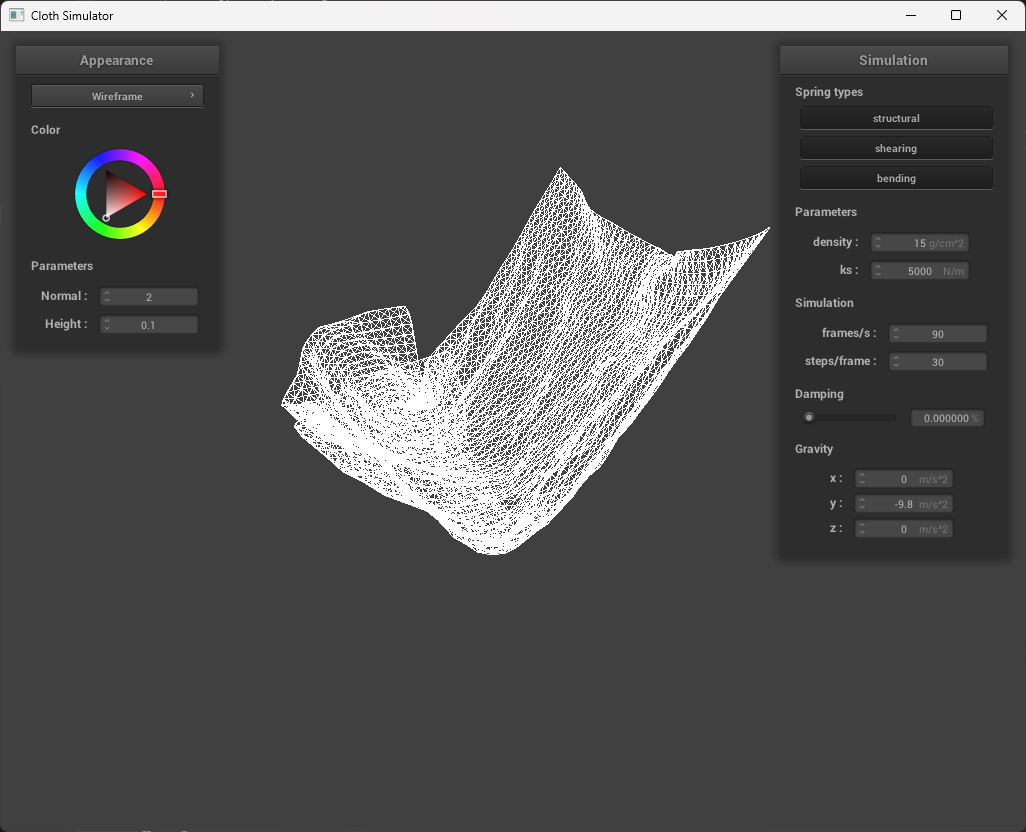 Cloth Simulator
Appearance
Wireframe
Color
Parameters
Normal : 2
Height : 0.1
Simulation
Spring types
structural
shearing
bending
Parameters
density : 15 g/cm^2
ks : 5000 N/m
Simulation
frames/s : 90
steps/frame : 30
Damping
0.000000 %
Gravity
x : 0 m/s^2
y : -9.8 m/s^2
z : 0 m/s^2